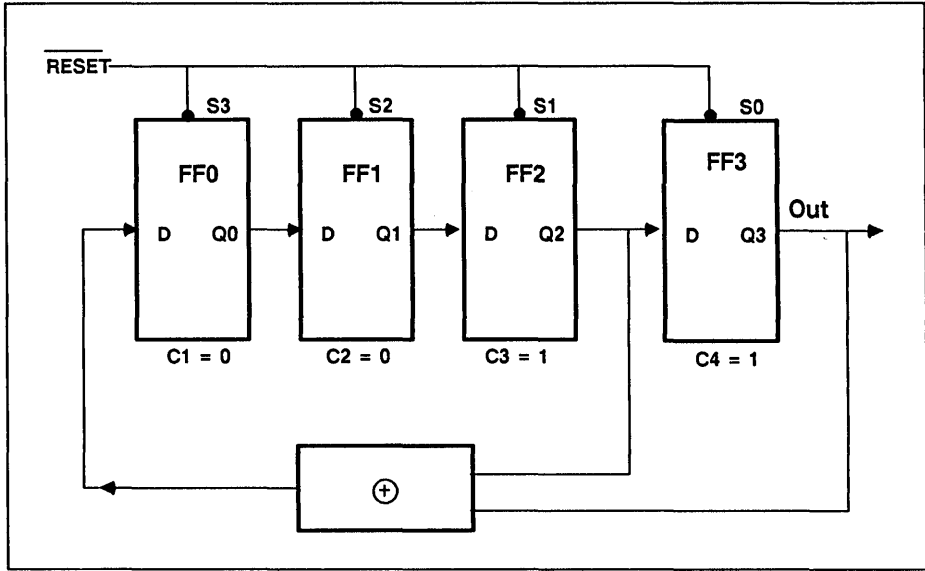 RESET
S3 S2 S1 S0
FF0 FF1 FF2 FF3
Out
D Q0 D Q1 D Q2 D Q3
C1 = 0 C2 = 0 C3 = 1 C4 = 1
+